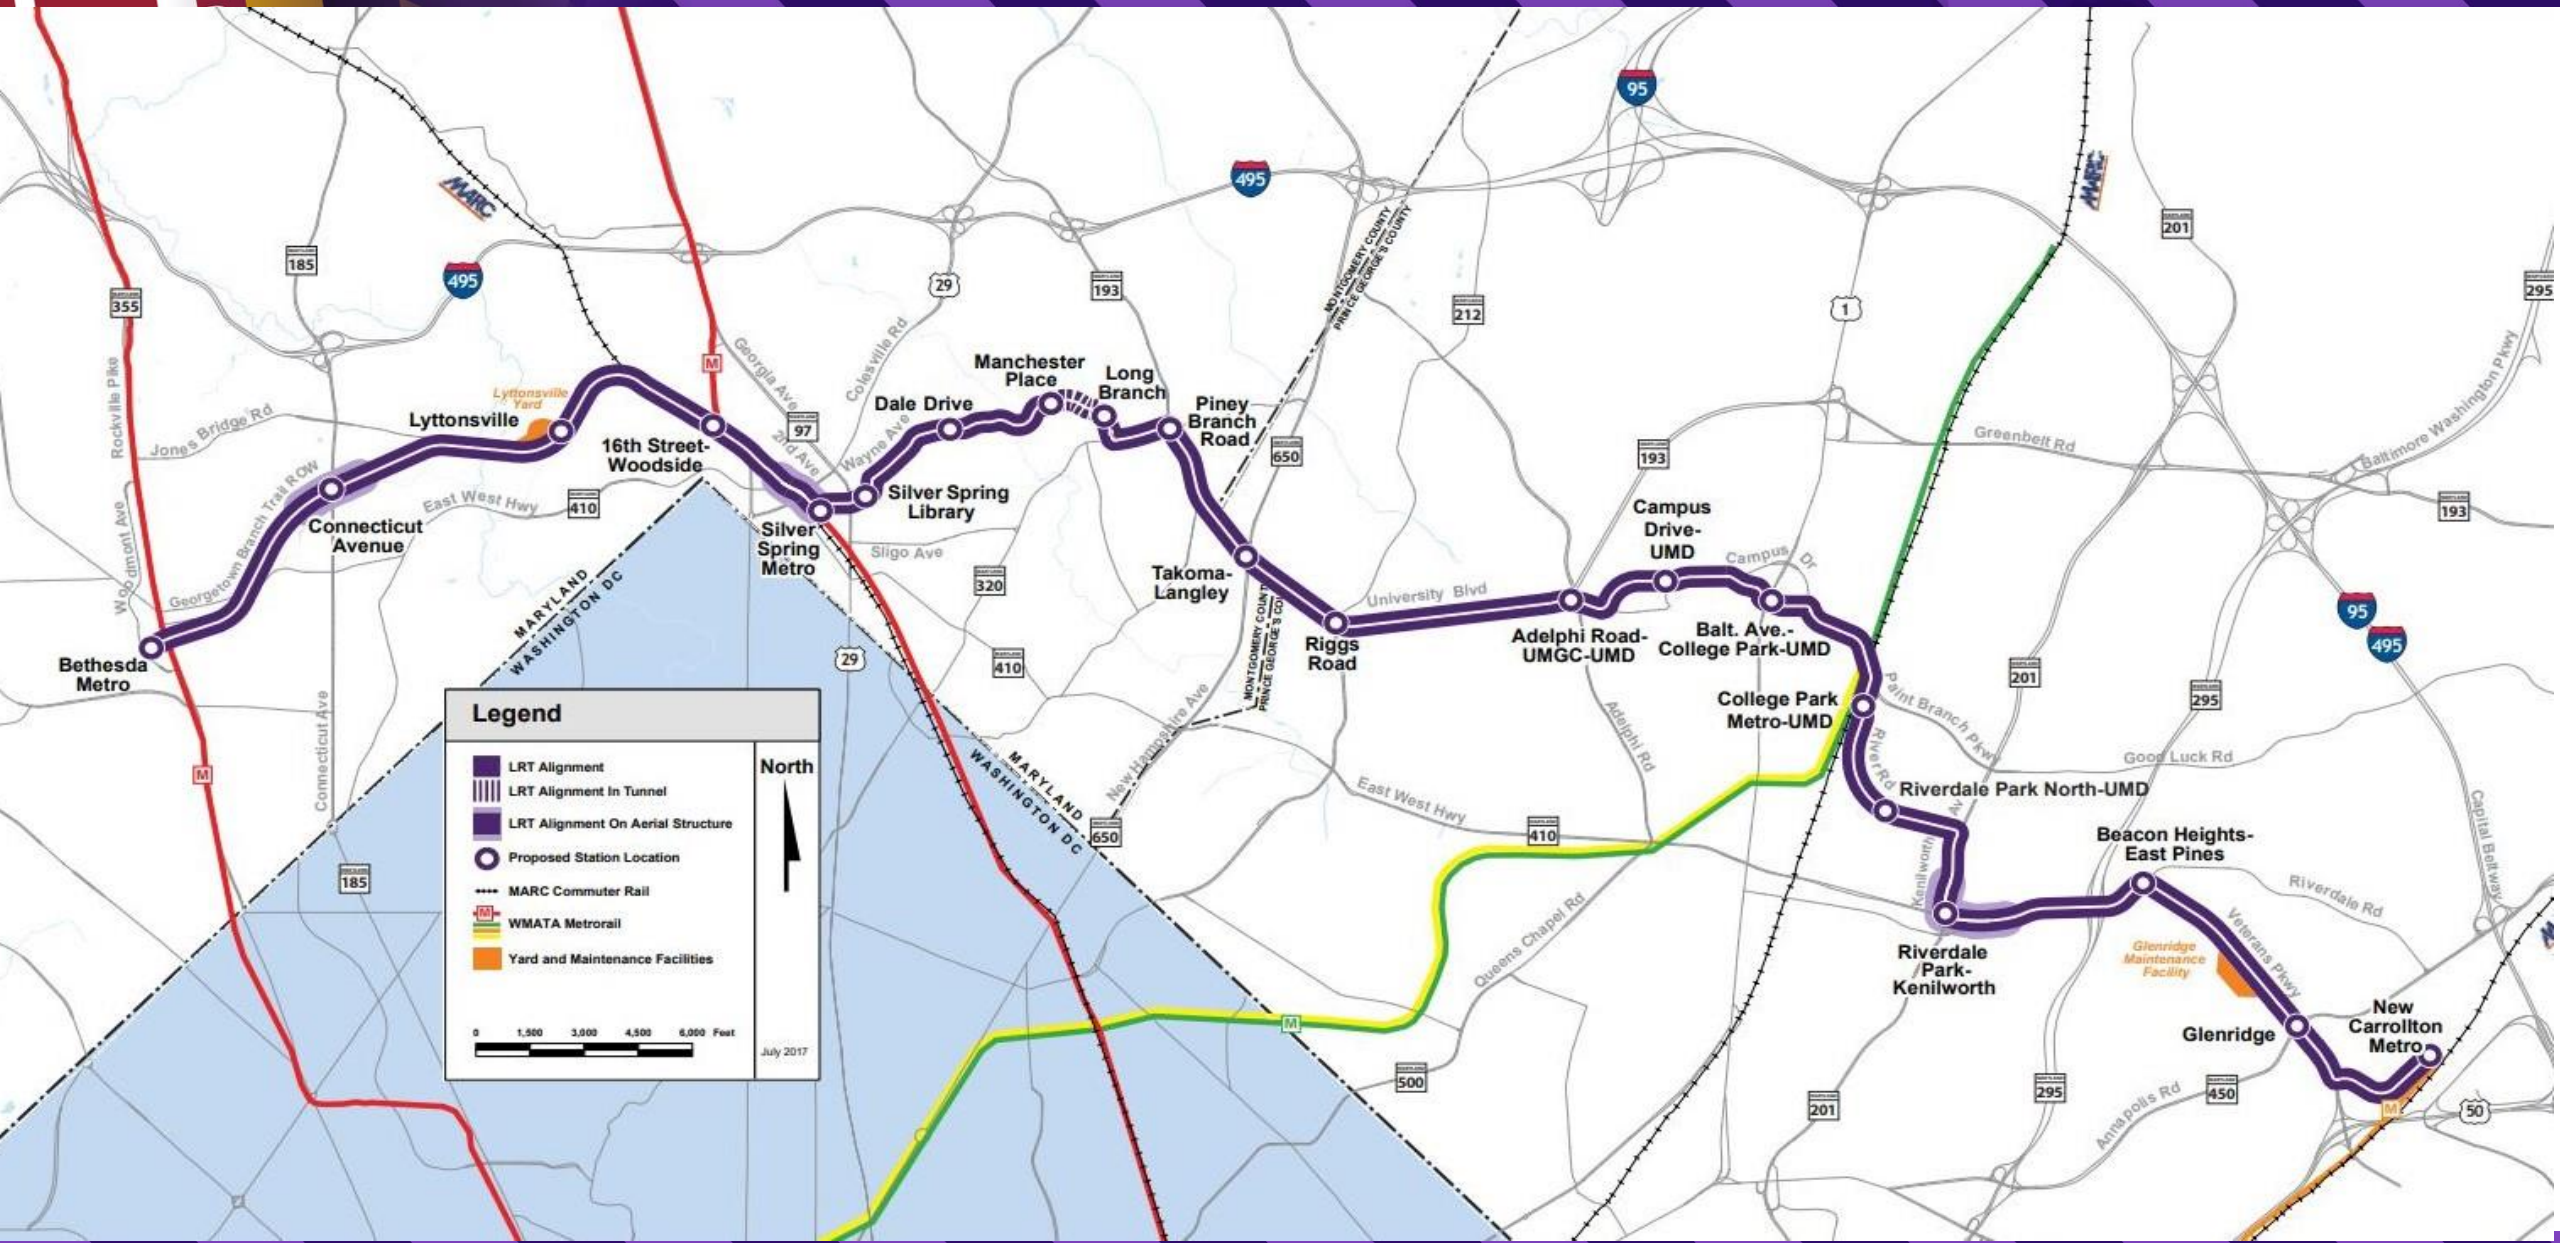 95
MARC
MARC
495
201
185
495
355
29
193
212
1
295
MONTGOMERY COUNTY
PRINCE GEORGE'S COUNTY
Georgia Ave
Colesville Rd
Rockville Pike
Jones Bridge Rd
Lyttonsville
Yard
Lyttonsville
Manchester
Place
Long
Branch
Dale Drive
Piney
Branch
Road
97
2nd Ave
Wayne Ave
16th Street-
Woodside
650
193
Greenbelt Rd
Baltimore Washington Pkwy
193
Georgetown Branch Trail ROW
East West Hwy
410
Connecticut
Avenue
Silver Spring
Library
Silver
Spring
Metro
Sligo Ave
320
Woodmont Ave
Campus
Drive-
UMD
Campus Dr
Takoma-
Langley
University Blvd
MARYLAND
WASHINGTON DC
Bethesda
Metro
29
410
MONTGOMERY COUNT
PRINCE GEORGE'S CO
Riggs
Road
Adelphi Road-
UMGC-UMD
Balt. Ave.-
College Park-UMD
95
495
201
295
College Park
Metro-UMD
Paint Branch Pkwy
Good Luck Rd
River Rd
Riverdale Park North-UMD
Adelphi Rd
New Hampshire Ave
East West Hwy
410
650
MARYLAND
WASHINGTON DC
Connecticut Ave
M
M
185
Legend
LRT Alignment
LRT Alignment In Tunnel
LRT Alignment On Aerial Structure
Proposed Station Location
MARC Commuter Rail
M
WMATA Metrorail
Yard and Maintenance Facilities
North
0 1,500 3,000 4,500 6,000 Feet
July 2017
Kenilworth Av
Beacon Heights-
East Pines
Riverdale Rd
Capital Beltway
Veterans Pkwy
Queens Chapel Rd
Riverdale
Park-
Kenilworth
Glenridge
Maintenance
Facility
New
Carrollton
Metro
Glenridge
M
500
201
295
Annapolis Rd
450
M
50